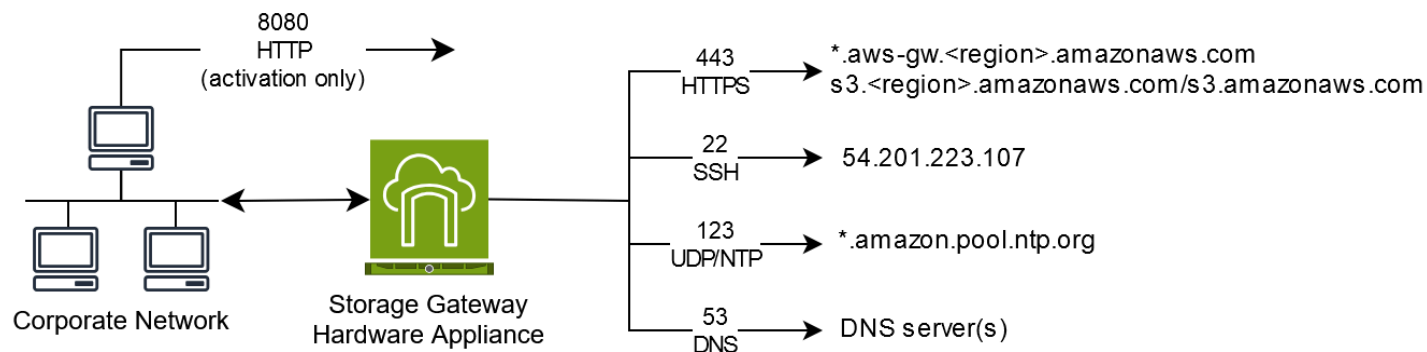 8080
HTTP
(activation only)
443
HTTPS
*.aws-gw.<region>.amazonaws.com
s3.<region>.amazonaws.com/s3.amazonaws.com
22
SSH
54.201.223.107
123
UDP/NTP
*.amazon.pool.ntp.org
53
DNS
DNS server(s)
Corporate Network
Storage Gateway
Hardware Appliance